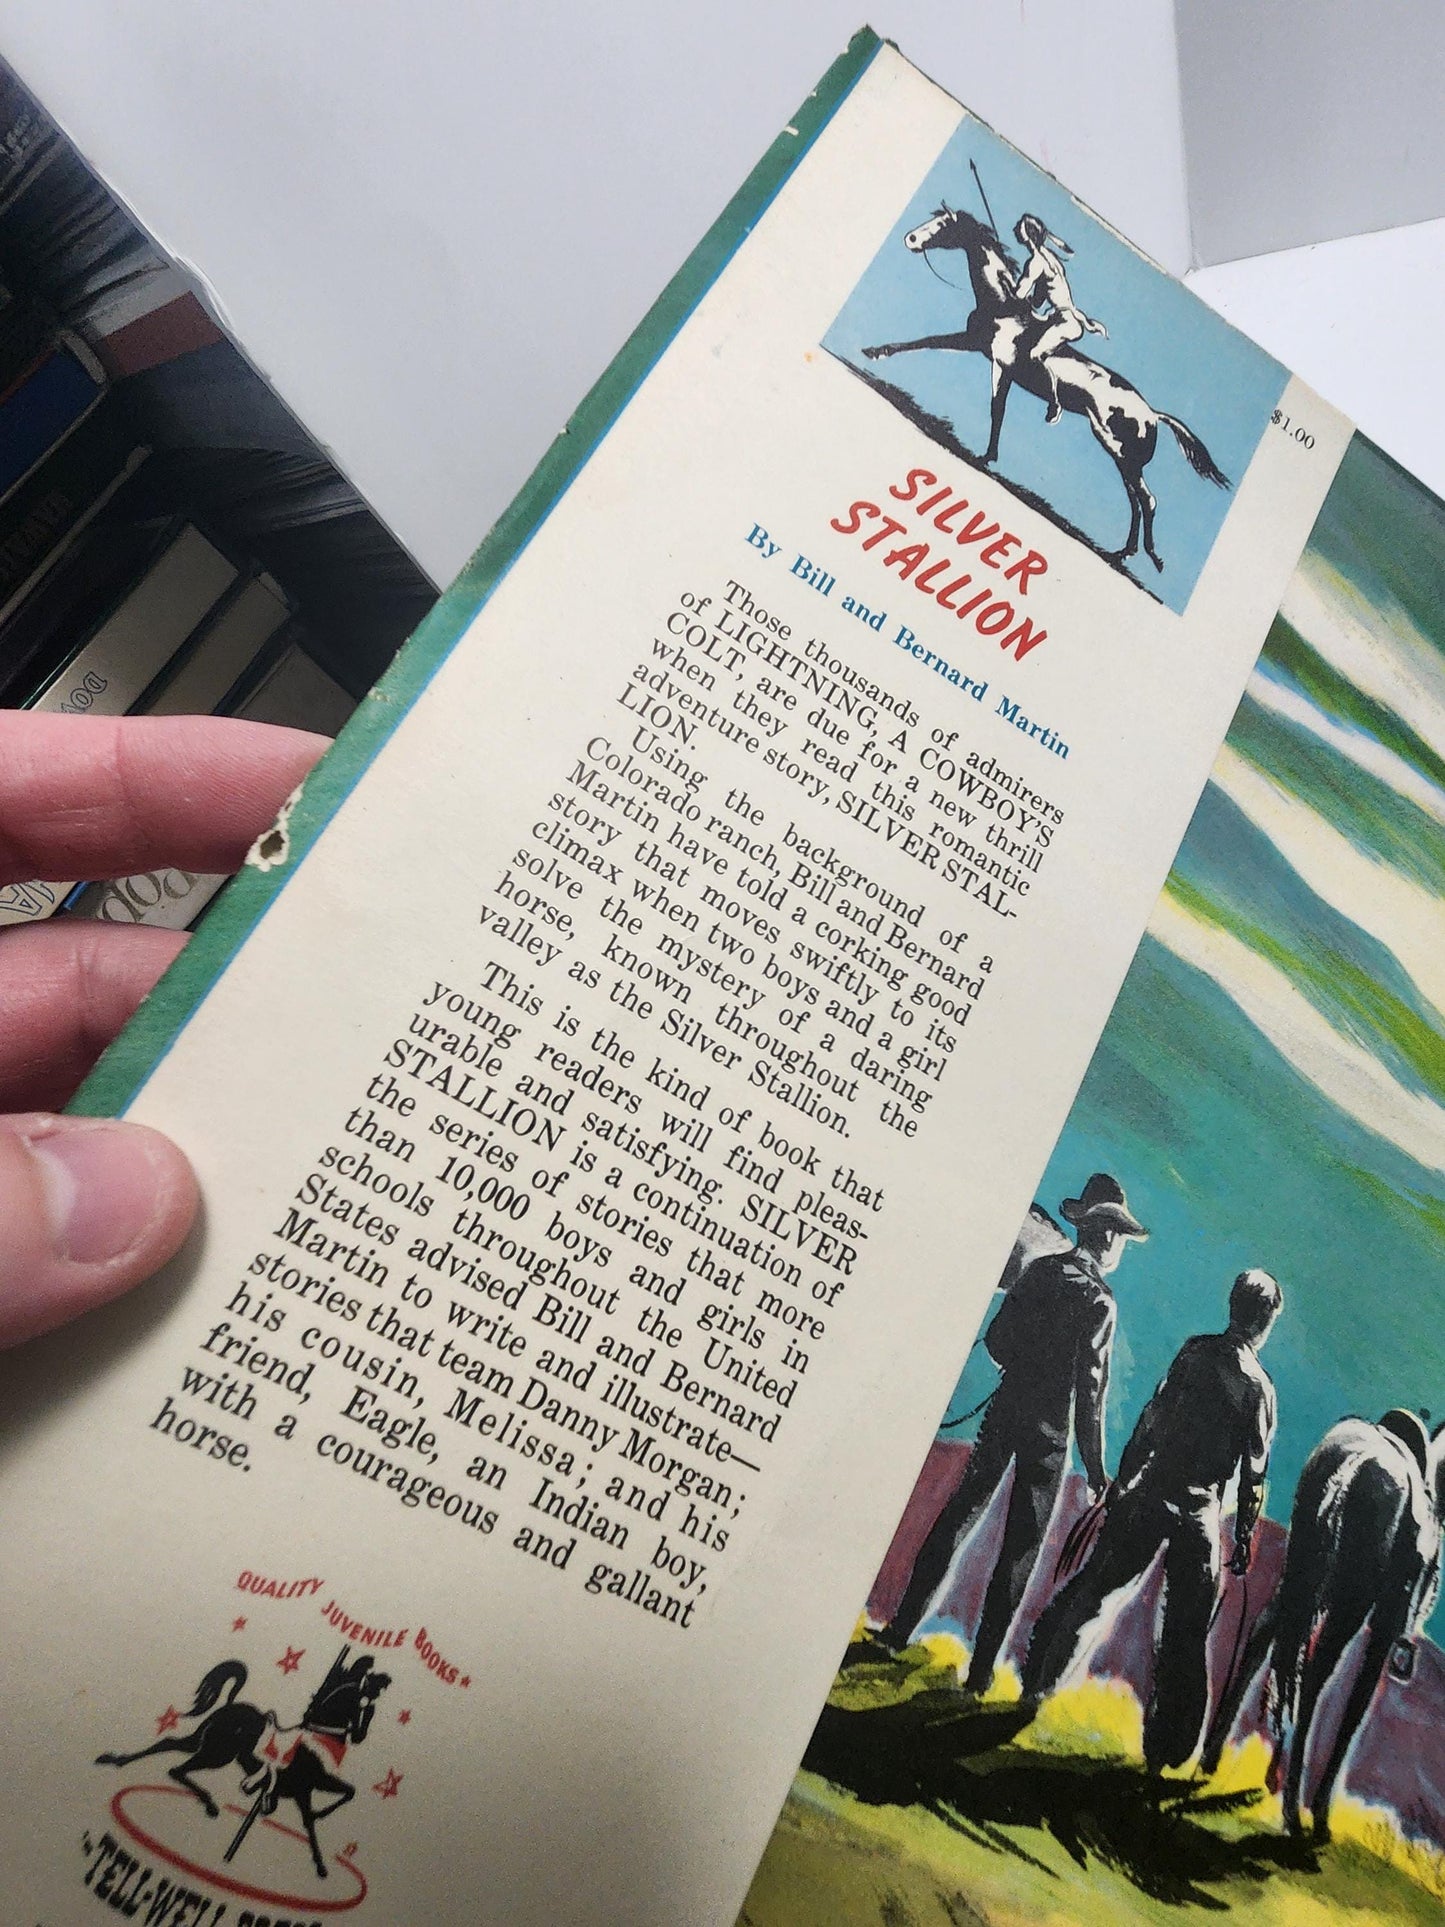 $1.00
SILVER
STALLION
By Bill and Bernard Martin
Those thousands of admirers
of LIGHTNING, A COWBOY'S
COLT, are due for a new thrill
when they read this romantic
adventure story, SILVER STAL-
LION.
Using the background of a
Colorado ranch, Bill and Bernard
Martin have told a corking good
story that moves swiftly to its
climax when two boys and a girl
solve the mystery of a daring
horse, known throughout the
valley as the Silver Stallion.
This is the kind of book that
young readers will find pleas-
urable and satisfying. SILVER
STALLION is a continuation of
the series of stories that more
than 10,000 boys and girls in
schools throughout the United
States advised Bill and Bernard
Martin to write and illustrate—
stories that team Danny Morgan;
his cousin, Melissa; and his
friend, Eagle, an Indian boy,
with a courageous and gallant
horse.
QUALITY JUVENILE BOOKS
"TELL-WELL